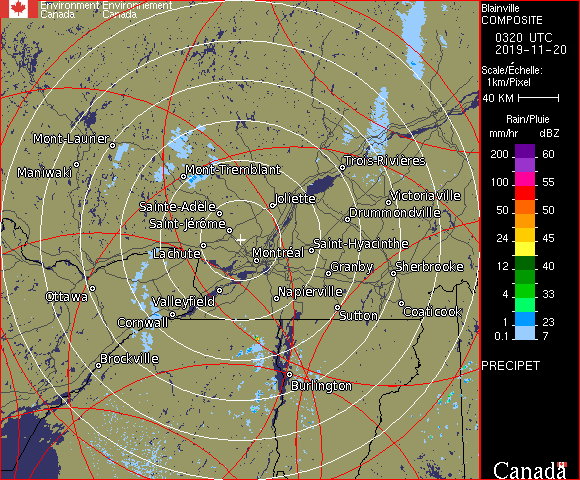 Environment Environnement
Canada Canada
Blainville
COMPOSITE
0320 UTC
2019-11-20
Scale/Échelle:
1km/Pixel
40 KM
Rain/Pluie
mm/hr dBZ
200 60
150 57
100 55
50 50
24 45
12 40
4 33
1 23
0.1 7
PRECIPET
Canada
Mont-Laurier
Maniwaki
Mont-Tremblant
Trois-Rivières
Joliette
Victoriaville
Sainte-Adèle
Drummondville
Saint-Jérôme
Lachute
Montréal
Saint-Hyacinthe
Granby
Sherbrooke
Ottawa
Valleyfield
Napierville
Cornwall
Sutton
Coaticook
Brockville
Burlington